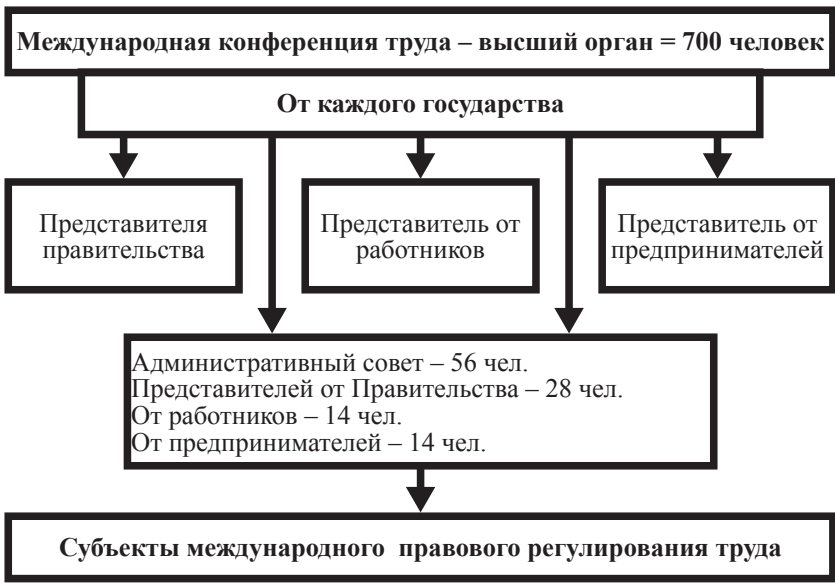 Международная конференция труда – высший орган = 700 человек
От каждого государства
Представителя
правительства
Представитель от
работников
Представитель от
предпринимателей
Административный совет – 56 чел.
Представителей от Правительства – 28 чел.
От работников – 14 чел.
От предпринимателей – 14 чел.
Субъекты международного правового регулирования труда